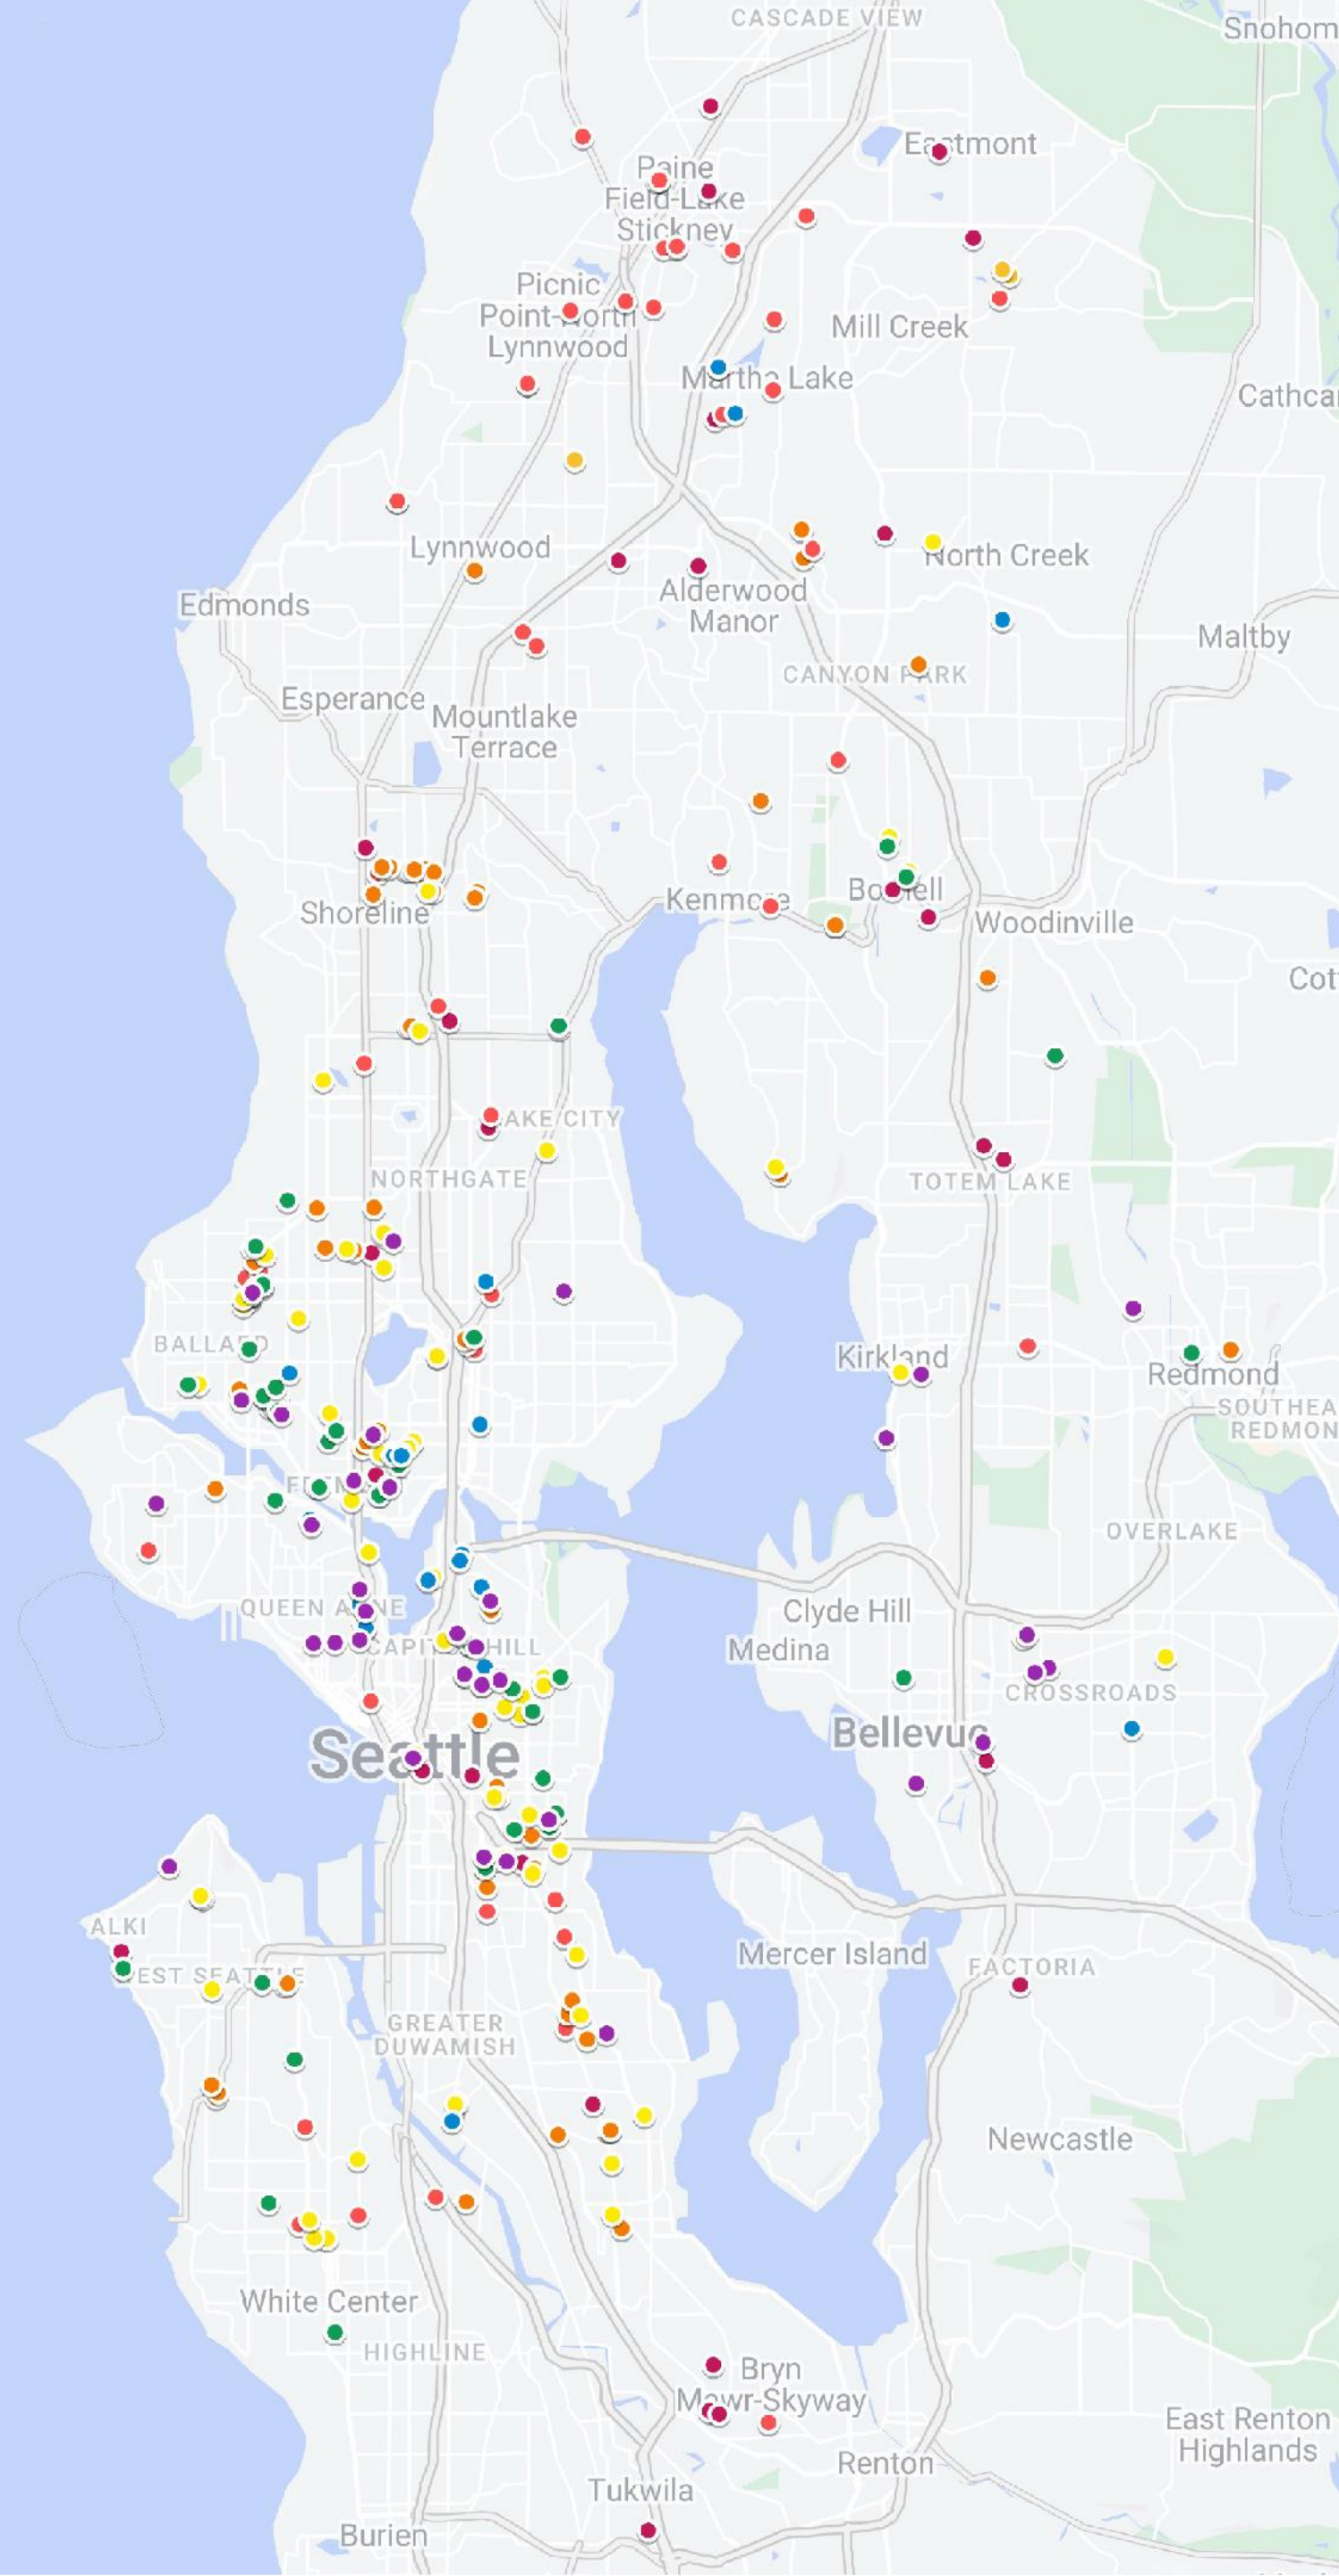 CASCADE VIEW
Snohom
Eastmont
Paine
Field-Lake
Stickney
Picnic
Point-North
Lynnwood
Mill Creek
Martha Lake
Cathca
Lynnwood
North Creek
Alderwood
Manor
Edmonds
Maltby
CANYON PARK
Esperance
Mountlake
Terrace
Kenmore
Bothell
Shoreline
Woodinville
Cot
LAKE CITY
NORTHGATE
TOTEM LAKE
BALLARD
Kirkland
Redmond
SOUTHEA
REDMON
FREMONT
OVERLAKE
QUEEN ANNE
Clyde Hill
CAPITOL HILL
Medina
CROSSROADS
Seattle
Bellevue
ALKI
Mercer Island
FACTORIA
WEST SEATTLE
GREATER
DUWAMISH
Newcastle
White Center
HIGHLINE
Bryn
Mawr-Skyway
East Renton
Highlands
Renton
Tukwila
Burien